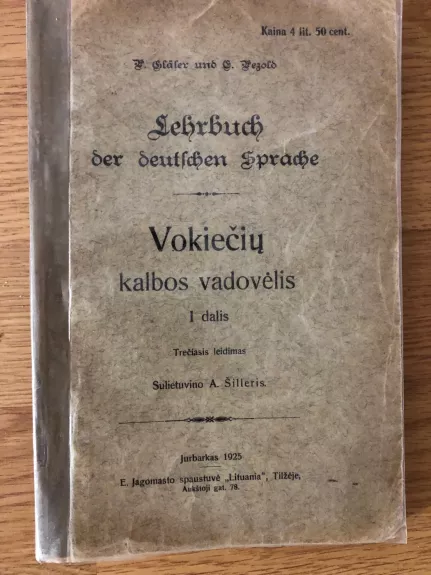 Kaina 4 lit. 50 cent.
P. Gläser und E. Pezold
Lehrbuch
der deutschen Sprache
Vokiečių
kalbos vadovėlis
I dalis
Trečiasis leidimas
Sulietuvino A. Šilleris.
Jurbarkas 1925
E. Jagomasto spaustuvė „Lituania“, Tilžėje,
Aukštoji gat. 78.